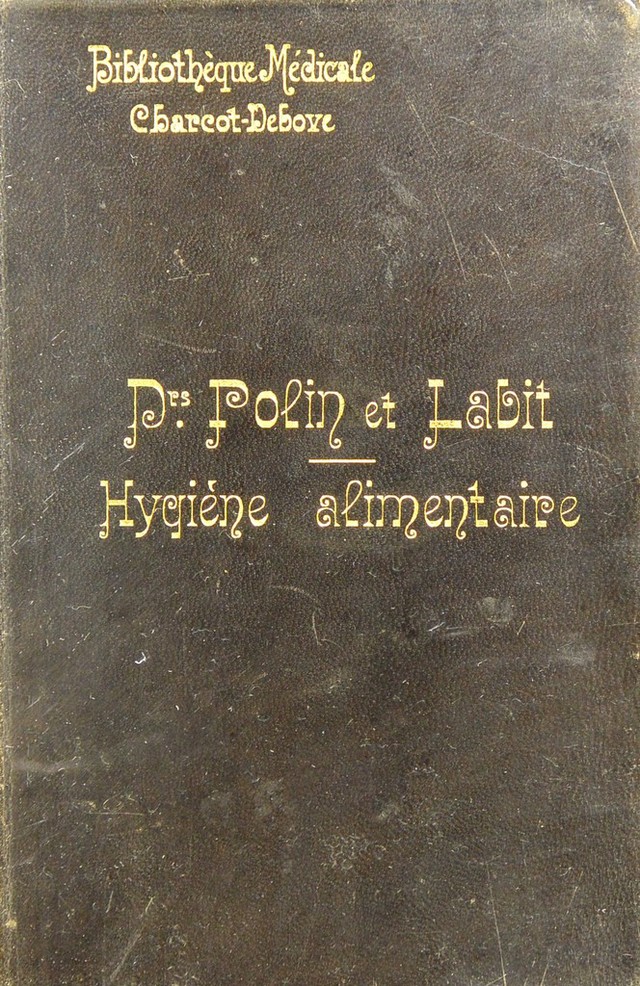 Bibliothèque Médicale
Charcot-Debove
Drs. Polin et Labit
Hygiène alimentaire